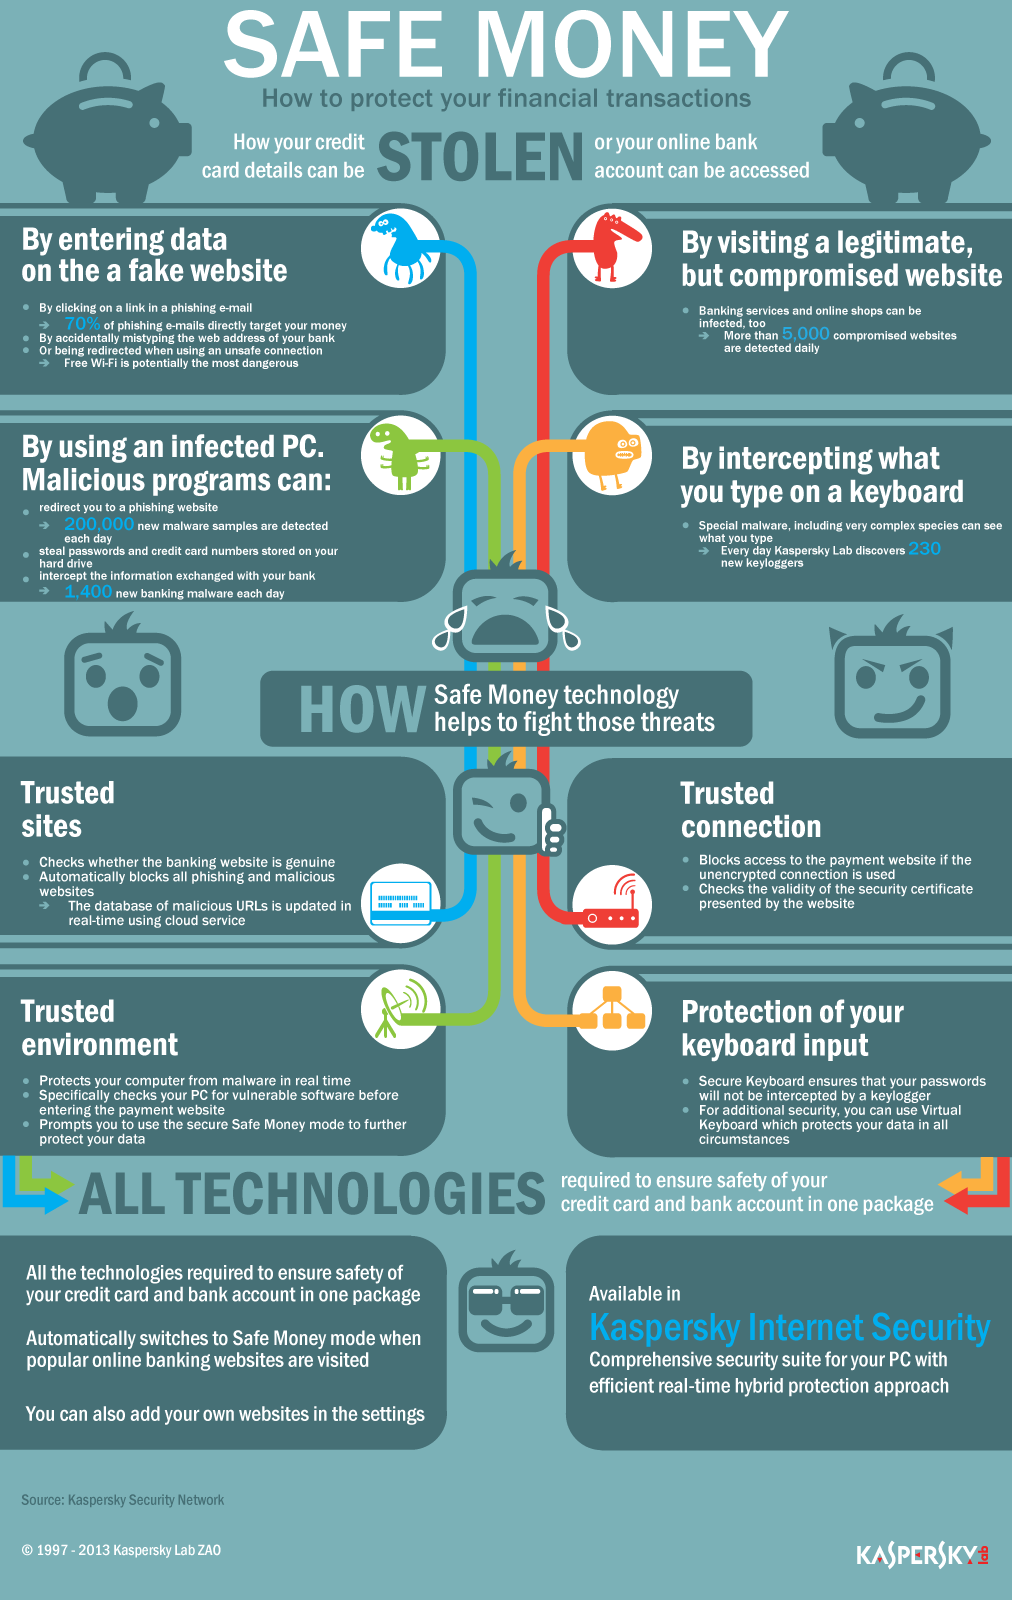 SAFE MONEY
How to protect your financial transactions
How your credit
card details can be
STOLEN
or your online bank
account can be accessed
By entering data
on the a fake website
By clicking on a link in a phishing e-mail
70% of phishing e-mails directly target your money
By accidentally mistyping the web address of your bank
Or being redirected when using an unsafe connection
Free Wi-Fi is potentially the most dangerous
By visiting a legitimate,
but compromised website
Banking services and online shops can be
infected, too
More than 5,000 compromised websites
are detected daily
By using an infected PC.
Malicious programs can:
redirect you to a phishing website
200,000 new malware samples are detected
each day
steal passwords and credit card numbers stored on your
hard drive
intercept the information exchanged with your bank
1,400 new banking malware each day
By intercepting what
you type on a keyboard
Special malware, including very complex species can see
what you type
Every day Kaspersky Lab discovers 230
new keyloggers
HOW
Safe Money technology
helps to fight those threats
Trusted
sites
Checks whether the banking website is genuine
Automatically blocks all phishing and malicious
websites
The database of malicious URLs is updated in
real-time using cloud service
Trusted
connection
Blocks access to the payment website if the
unencrypted connection is used
Checks the validity of the security certificate
presented by the website
Trusted
environment
Protects your computer from malware in real time
Specifically checks your PC for vulnerable software before
entering the payment website
Prompts you to use the secure Safe Money mode to further
protect your data
Protection of your
keyboard input
Secure Keyboard ensures that your passwords
will not be intercepted by a keylogger
For additional security, you can use Virtual
Keyboard which protects your data in all
circumstances
ALL TECHNOLOGIES
required to ensure safety of your
credit card and bank account in one package
All the technologies required to ensure safety of
your credit card and bank account in one package
Automatically switches to Safe Money mode when
popular online banking websites are visited
You can also add your own websites in the settings
Available in
Kaspersky Internet Security
Comprehensive security suite for your PC with
efficient real-time hybrid protection approach
Source: Kaspersky Security Network
© 1997 - 2013 Kaspersky Lab ZAO
KASPERSKY lab